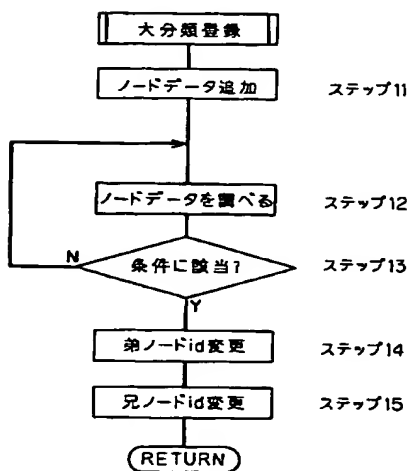 大分類登録
ノードデータ追加 ステップ11
ノードデータを調べる ステップ12
N 条件に該当? ステップ13
Y
弟ノードid変更 ステップ14
兄ノードid変更 ステップ15
RETURN